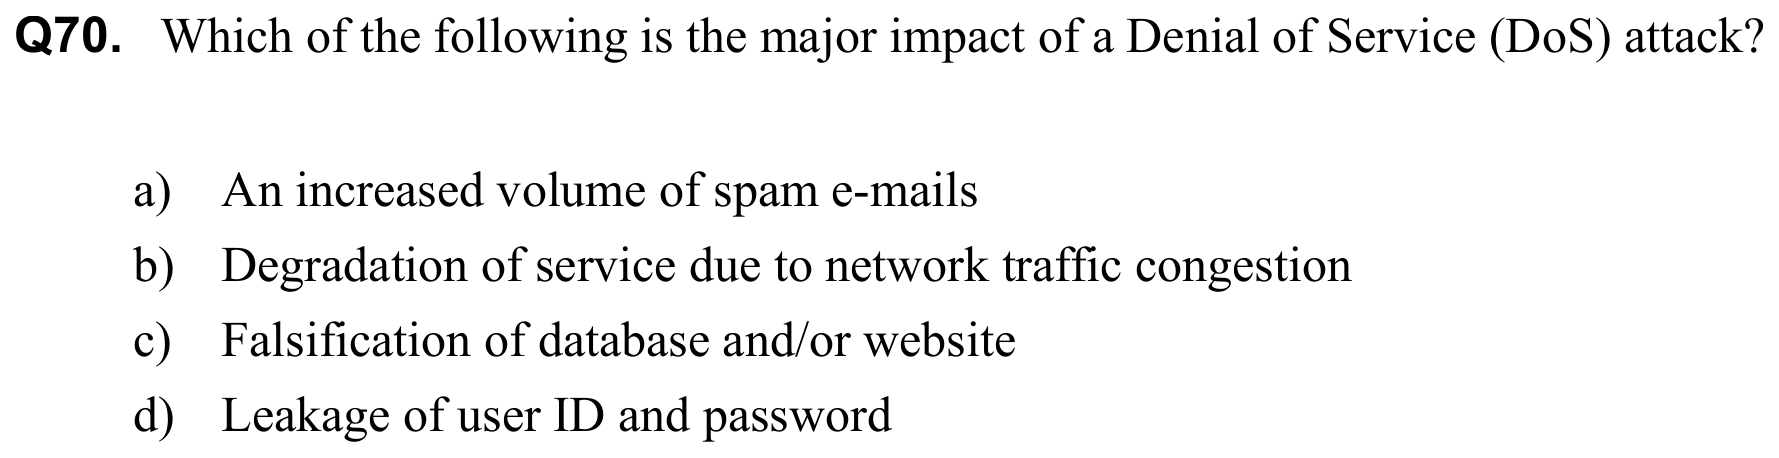 Q70. Which of the following is the major impact of a Denial of Service (DoS) attack?
a) An increased volume of spam e-mails
b) Degradation of service due to network traffic congestion
c) Falsification of database and/or website
d) Leakage of user ID and password